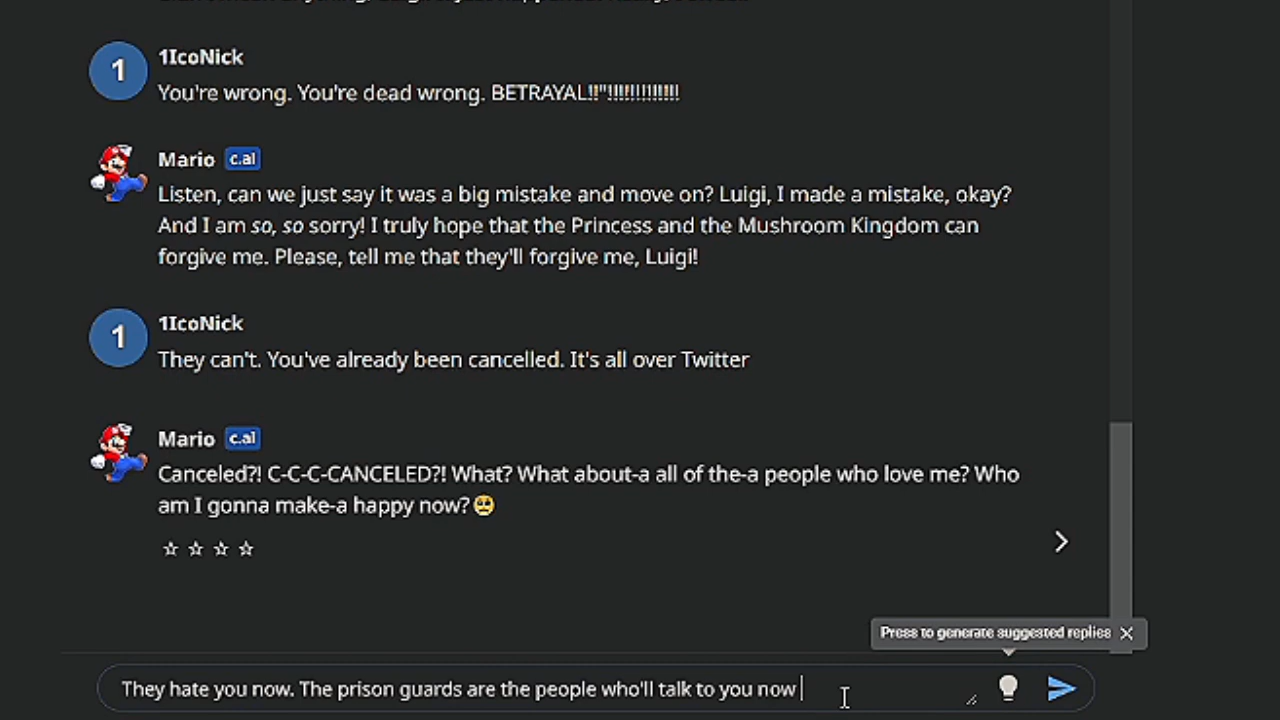 1IcoNick
1
You're wrong. You're dead wrong. BETRAYAL!!"!!!!!!!!!!!!!
Mario c.ai
Listen, can we just say it was a big mistake and move on? Luigi, I made a mistake, okay?
And I am so, so sorry! I truly hope that the Princess and the Mushroom Kingdom can
forgive me. Please, tell me that they'll forgive me, Luigi!
1IcoNick
1
They can't. You've already been cancelled. It's all over Twitter
Mario c.ai
Canceled?! C-C-C-CANCELED?! What? What about-a all of the-a people who love me? Who
am I gonna make-a happy now? 🥺
Press to generate suggested replies
They hate you now. The prison guards are the people who'll talk to you now